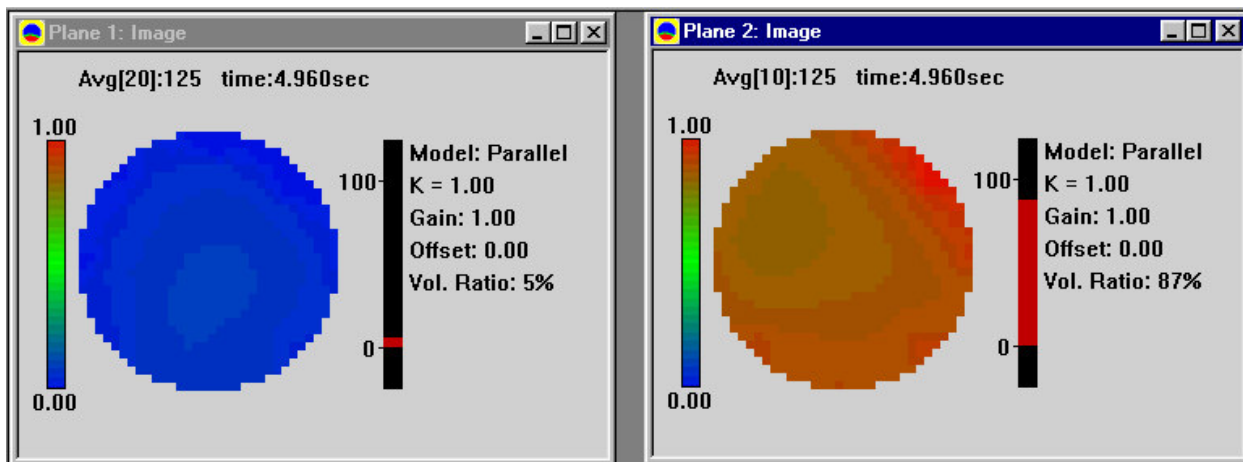 Plane 1: Image
Avg[20]:125 time:4.960sec
1.00
0.00
100
0
Model: Parallel
K = 1.00
Gain: 1.00
Offset: 0.00
Vol. Ratio: 5%
Plane 2: Image
Avg[10]:125 time:4.960sec
1.00
0.00
100
0
Model: Parallel
K = 1.00
Gain: 1.00
Offset: 0.00
Vol. Ratio: 87%